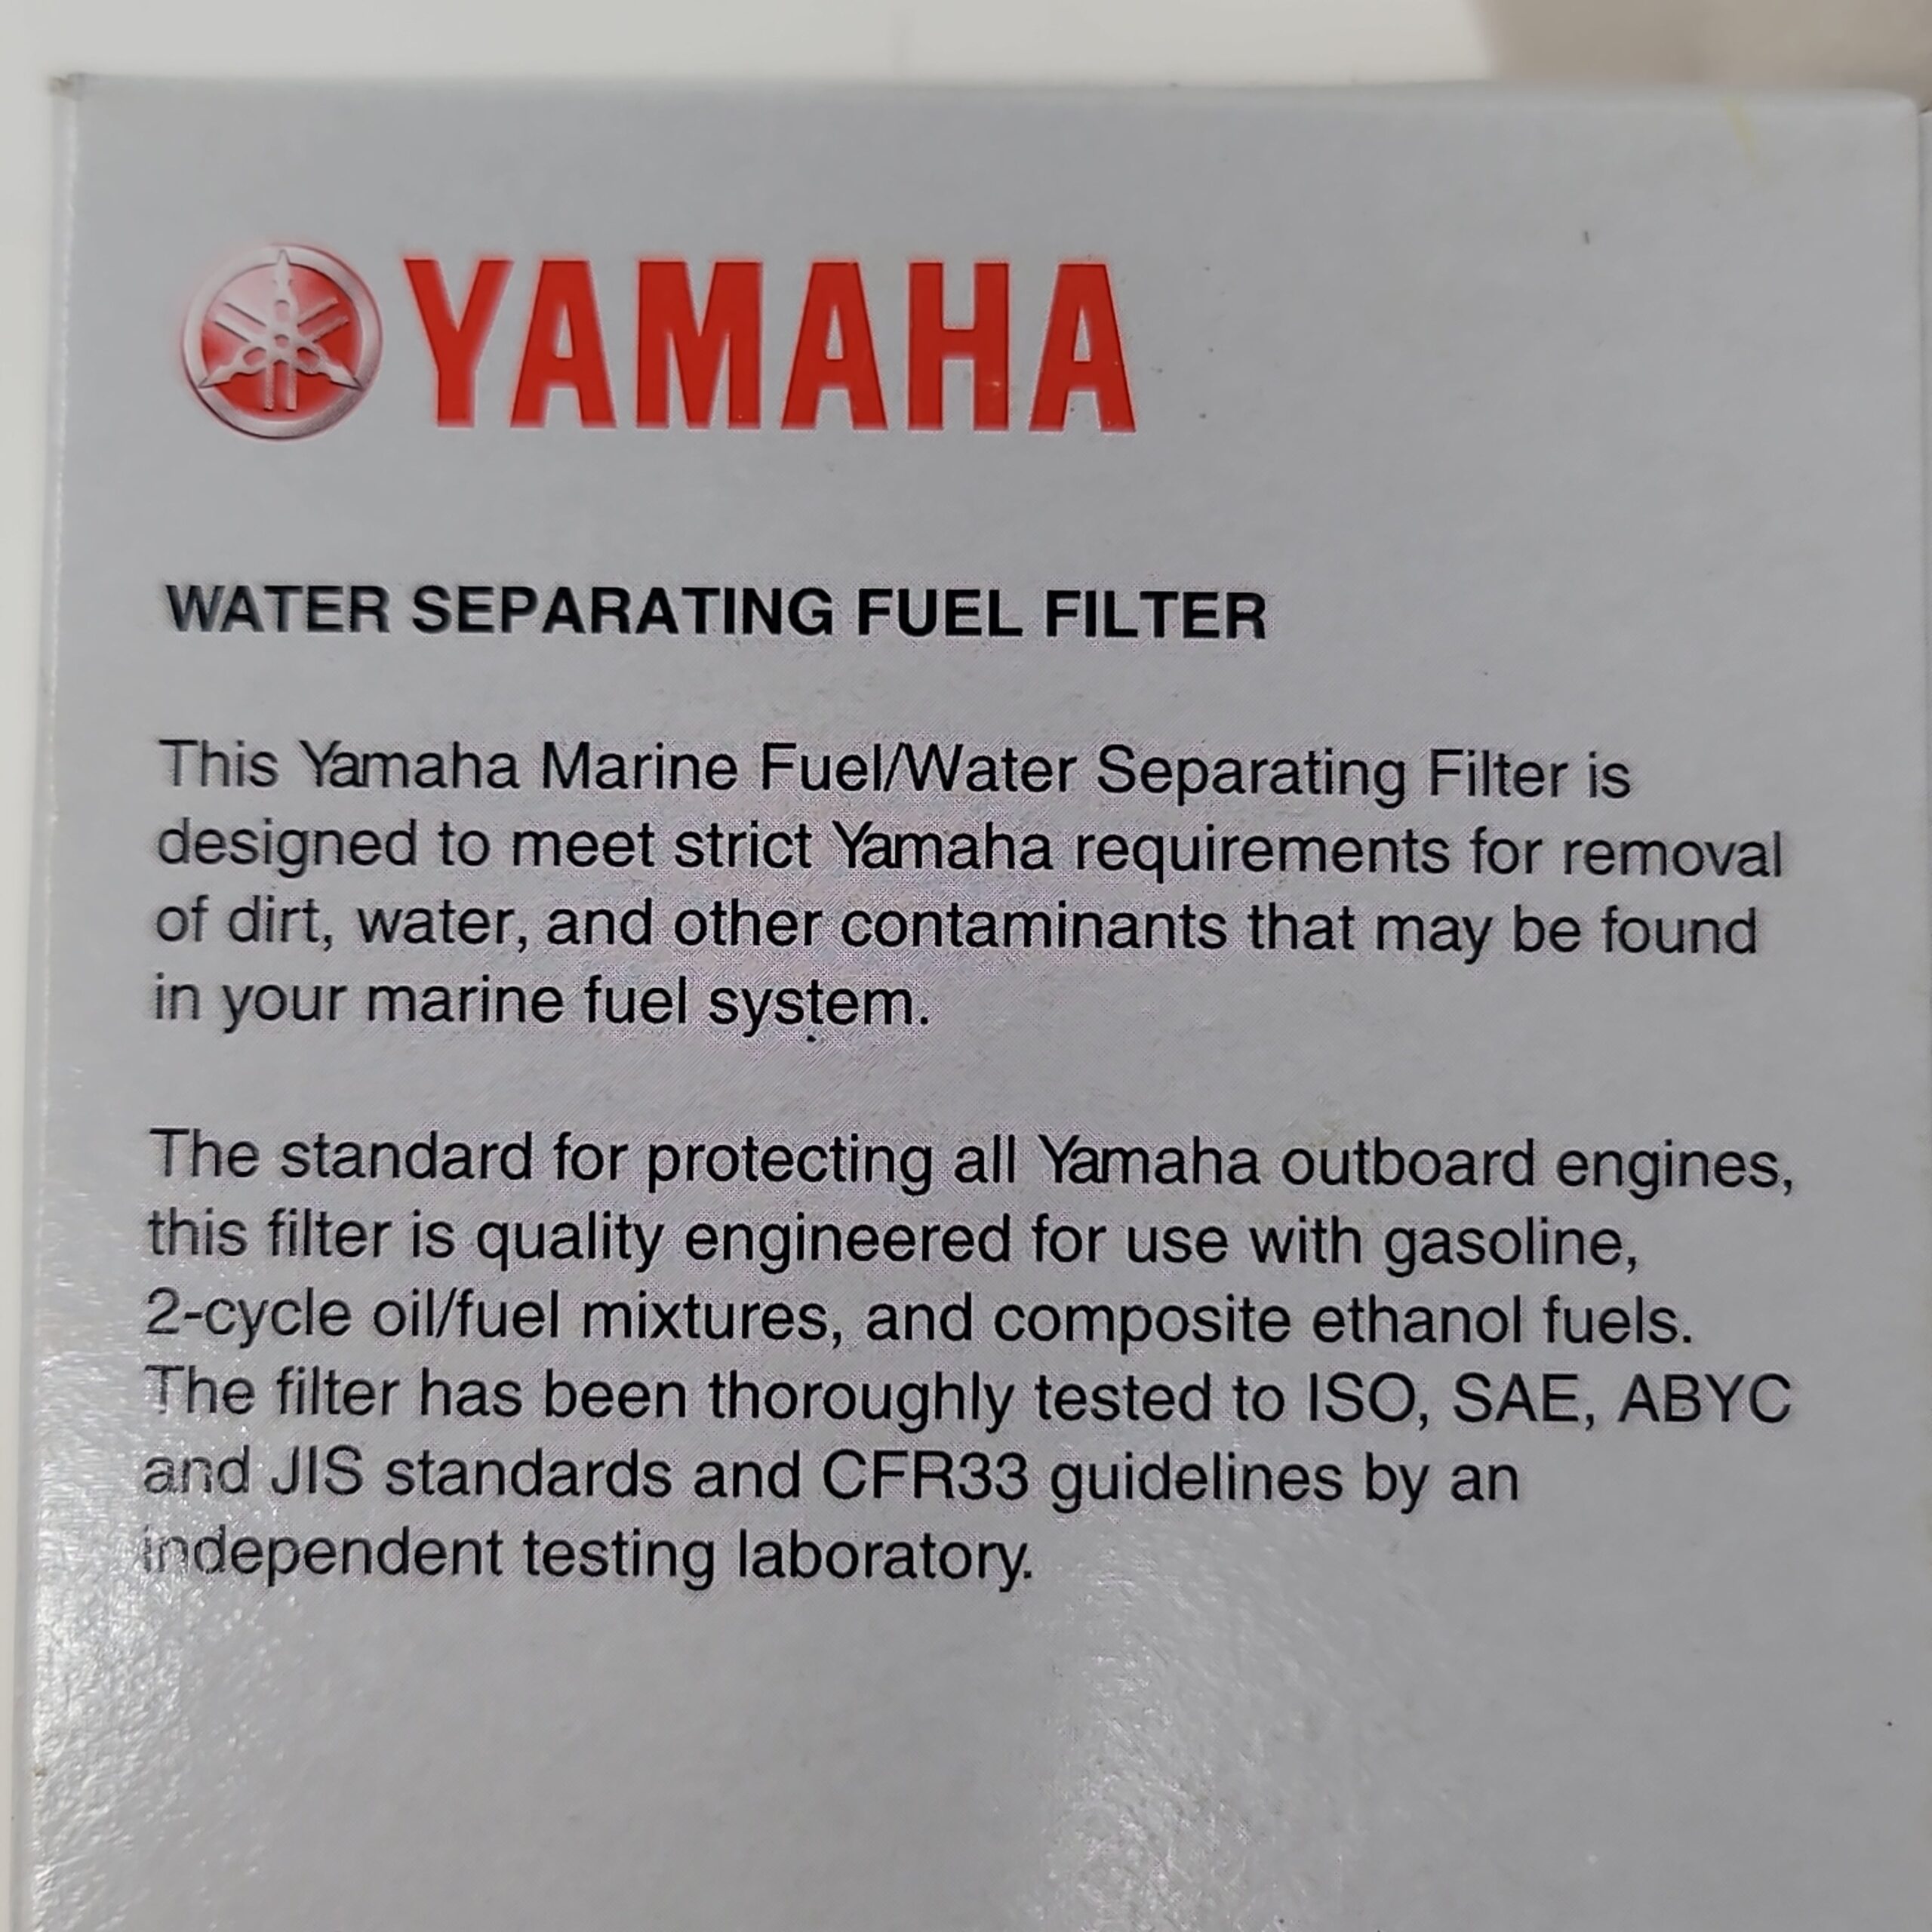 YAMAHA
WATER SEPARATING FUEL FILTER
This Yamaha Marine Fuel/Water Separating Filter is
designed to meet strict Yamaha requirements for removal
of dirt, water, and other contaminants that may be found
in your marine fuel system.
The standard for protecting all Yamaha outboard engines,
this filter is quality engineered for use with gasoline,
2-cycle oil/fuel mixtures, and composite ethanol fuels.
The filter has been thoroughly tested to ISO, SAE, ABYC
and JIS standards and CFR33 guidelines by an
independent testing laboratory.